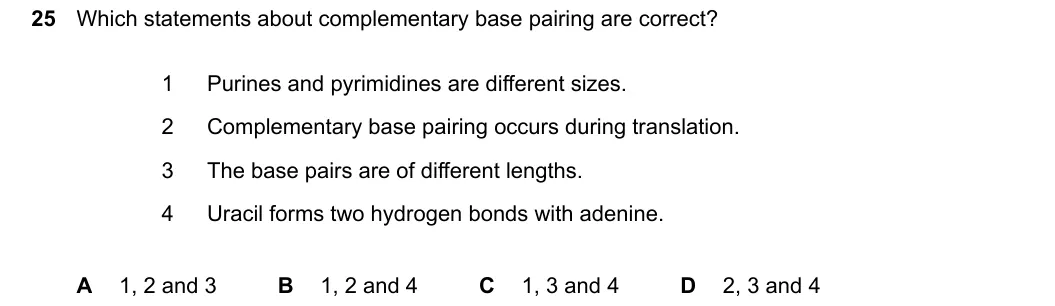 25 Which statements about complementary base pairing are correct?
1 Purines and pyrimidines are different sizes.
2 Complementary base pairing occurs during translation.
3 The base pairs are of different lengths.
4 Uracil forms two hydrogen bonds with adenine.
A 1, 2 and 3 B 1, 2 and 4 C 1, 3 and 4 D 2, 3 and 4